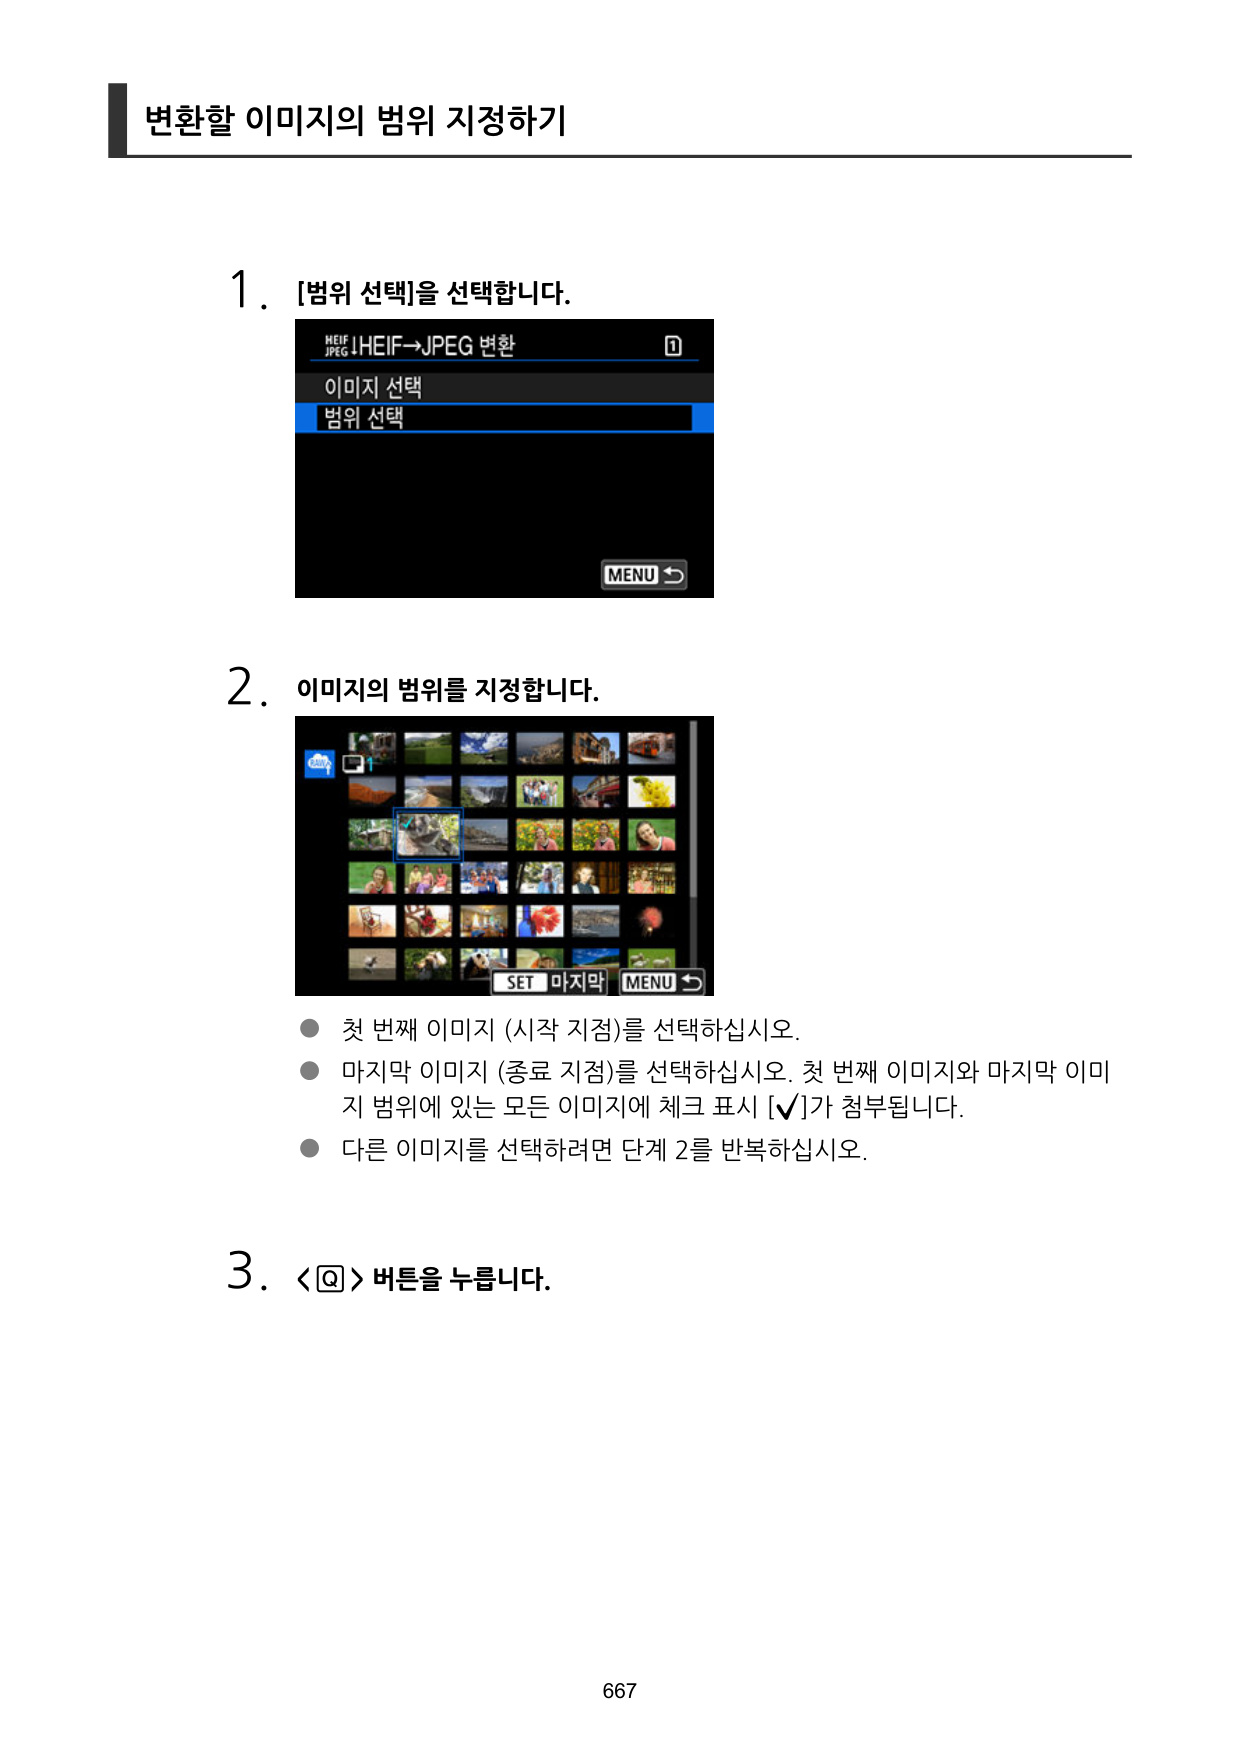 변환할 이미지의 범위 지정하기
1. [범위 선택]을 선택합니다.
HEIF JPEG↓HEIF→JPEG 변환 1
이미지 선택
범위 선택
MENU
2. 이미지의 범위를 지정합니다.
RAW 1
SET 마지막 MENU
● 첫 번째 이미지 (시작 지점)를 선택하십시오.
● 마지막 이미지 (종료 지점)를 선택하십시오. 첫 번째 이미지와 마지막 이미
지 범위에 있는 모든 이미지에 체크 표시 [✓]가 첨부됩니다.
● 다른 이미지를 선택하려면 단계 2를 반복하십시오.
3. <Q> 버튼을 누릅니다.
667